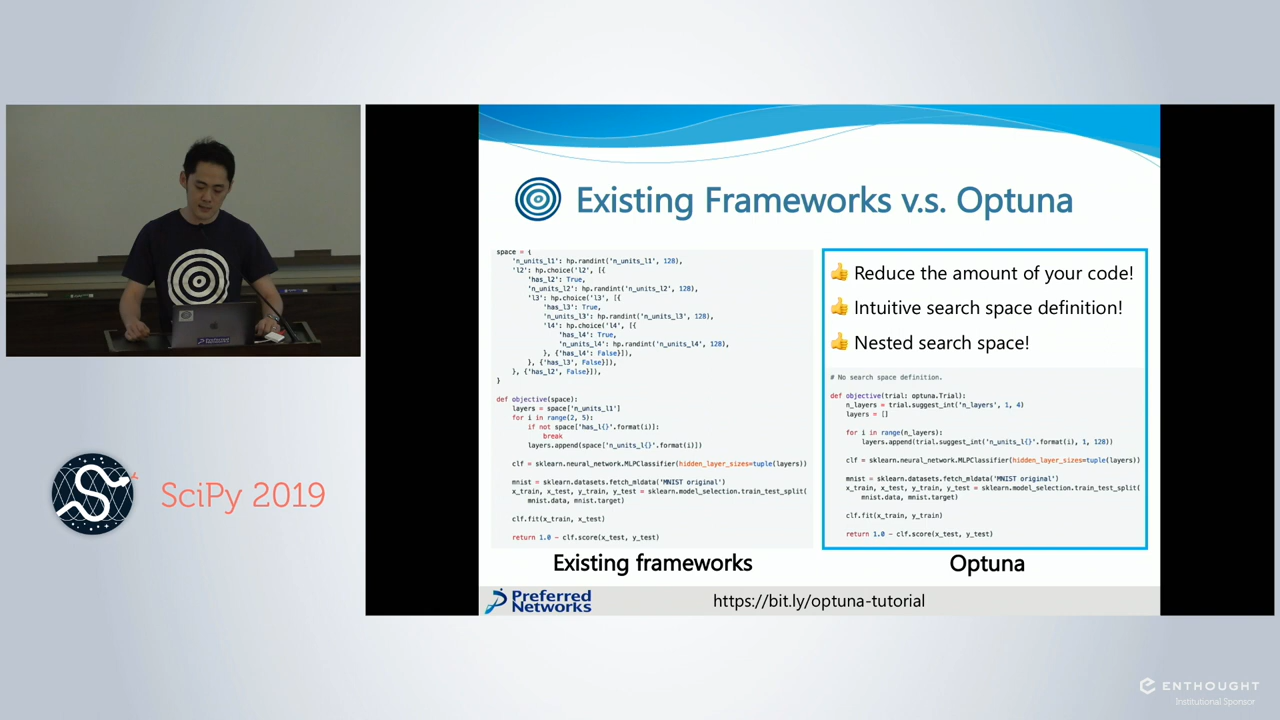 Existing Frameworks v.s. Optuna
space = {
    'n_units_l1': hp.randint('n_units_l1', 128),
    'l2': hp.choice('l2', [{
        'has_l2': True,
        'n_units_l2': hp.randint('n_units_l2', 128),
        'l3': hp.choice('l3', [{
            'has_l3': True,
            'n_units_l3': hp.randint('n_units_l3', 128),
            'l4': hp.choice('l4', [{
                'has_l4': True,
                'n_units_l4': hp.randint('n_units_l4', 128),
            }, {'has_l4': False}]),
        }, {'has_l3', False}]),
    }, {'has_l2', False}]),
}
def objective(space):
    layers = space['n_units_l1']
    for i in range(2, 5):
        if not space['has_l{}'.format(i)]:
            break
        layers.append(space['n_units_l{}'.format(i)])
    clf = sklearn.neural_network.MLPClassifier(hidden_layer_sizes=tuple(layers))
    mnist = sklearn.datasets.fetch_mldata('MNIST original')
    x_train, x_test, y_train, y_test = sklearn.model_selection.train_test_split(
        mnist.data, mnist.target)
    clf.fit(x_train, x_test)
    return 1.0 - clf.score(x_test, y_test)
Existing frameworks
👍 Reduce the amount of your code!
👍 Intuitive search space definition!
👍 Nested search space!
# No search space definition.
def objective(trial: optuna.Trial):
    n_layers = trial.suggest_int('n_layers', 1, 4)
    layers = []
    for i in range(n_layers):
        layers.append(trial.suggest_int('n_units_l{}'.format(i), 1, 128))
    clf = sklearn.neural_network.MLPClassifier(hidden_layer_sizes=tuple(layers))
    mnist = sklearn.datasets.fetch_mldata('MNIST original')
    x_train, x_test, y_train, y_test = sklearn.model_selection.train_test_split(
        mnist.data, mnist.target)
    clf.fit(x_train, y_train)
    return 1.0 - clf.score(x_test, y_test)
Optuna
Preferred
Networks
https://bit.ly/optuna-tutorial
SciPy 2019
ENTHOUGHT
Institutional Sponsor